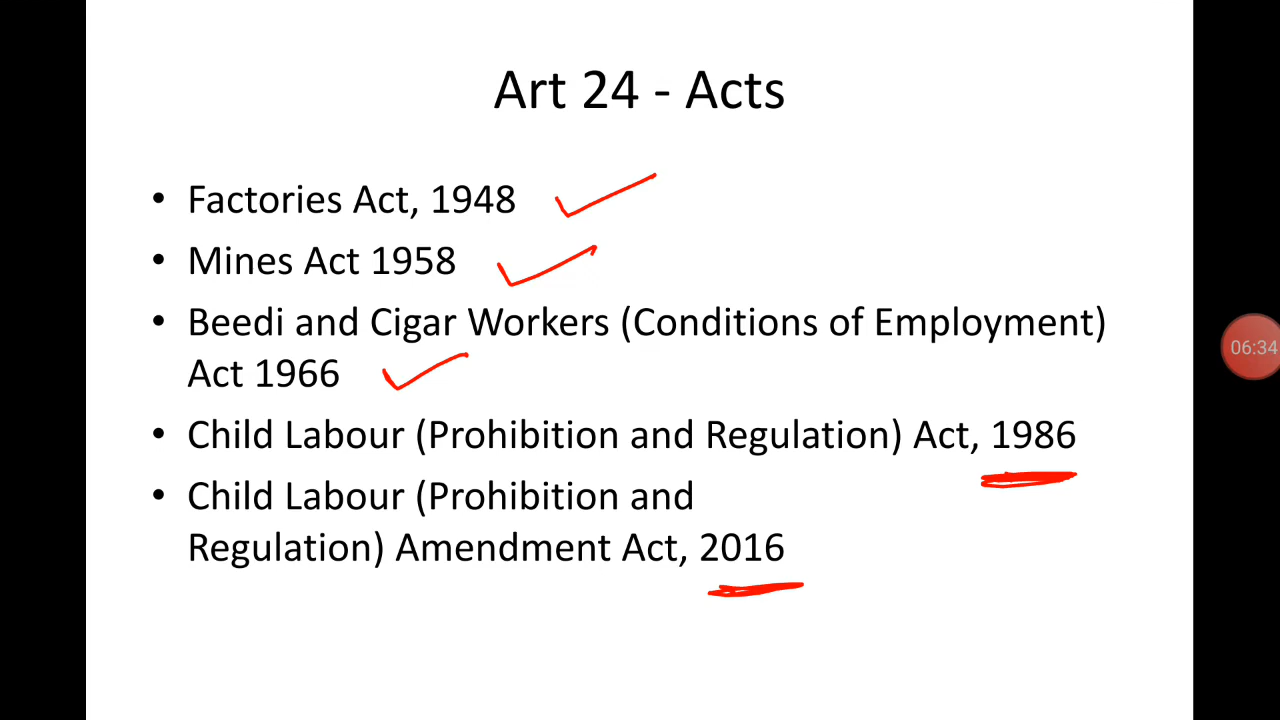 Art 24 - Acts
• Factories Act, 1948
• Mines Act 1958
• Beedi and Cigar Workers (Conditions of Employment)
Act 1966
• Child Labour (Prohibition and Regulation) Act, 1986
• Child Labour (Prohibition and
Regulation) Amendment Act, 2016
06:34